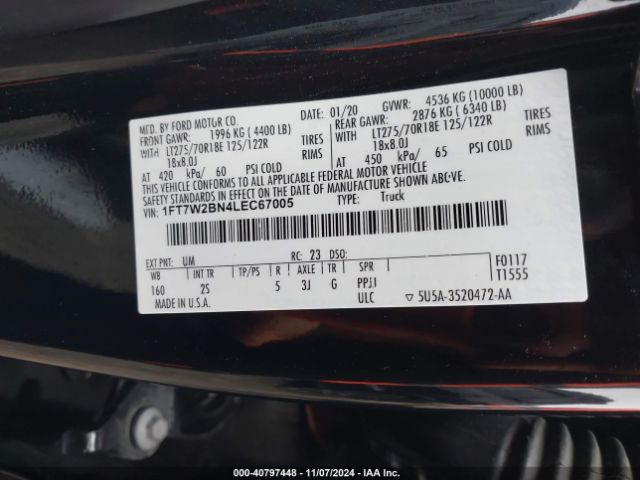 MFD. BY FORD MOTOR CO. 01/20 GVWR: 4536 KG (10000 LB)
FRONT GAWR: 1996 KG (4400 LB) REAR GAWR: 2876 KG (6340 LB)
WITH LT275/70R18E 125/122R TIRES WITH LT275/70R18E 125/122R TIRES
18x8.0J RIMS 18x8.0J RIMS
AT 420 kPa/ 60 PSI COLD AT 450 kPa/ 65 PSI COLD
THIS VEHICLE CONFORMS TO ALL APPLICABLE FEDERAL MOTOR VEHICLE
SAFETY STANDARDS IN EFFECT ON THE DATE OF MANUFACTURE SHOWN ABOVE.
VIN: 1FT7W2BN4LEC67005 TYPE: Truck
EXT PNT: UM RC: 23 DSO: F0117
WB INT TR TP/PS R AXLE TR SPR T1555
160 2S 5 3J G PPJ1
MADE IN U.S.A. ULC ▽ 5U5A-3520472-AA
000-40797448 - 11/07/2024 - IAA Inc.